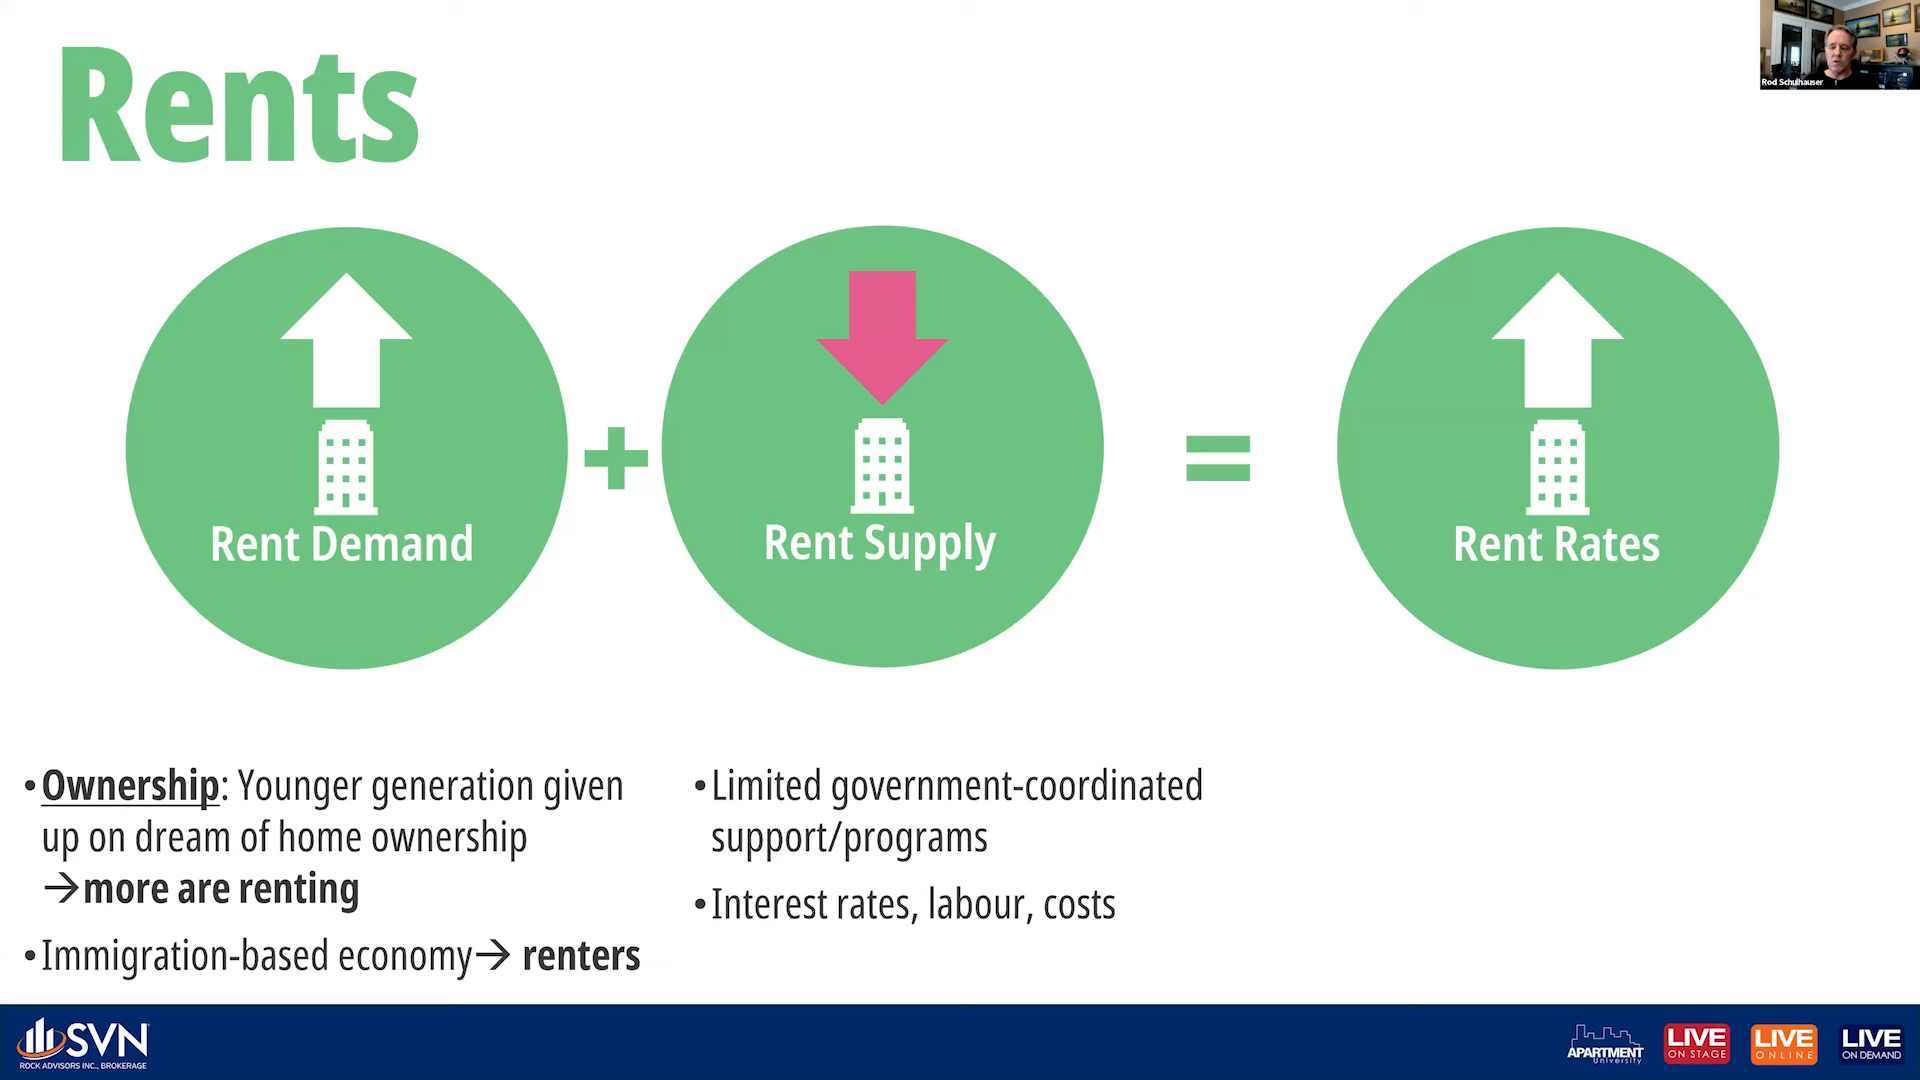 Rents
Rod Schulhauser
Rent Demand
+
Rent Supply
=
Rent Rates
•Ownership: Younger generation given
up on dream of home ownership
→more are renting
•Immigration-based economy→ renters
•Limited government-coordinated
support/programs
•Interest rates, labour, costs
SVN
ROCK ADVISORS INC., BROKERAGE
APARTMENT
University
LIVE
ON STAGE
LIVE
ONLINE
LIVE
ON DEMAND